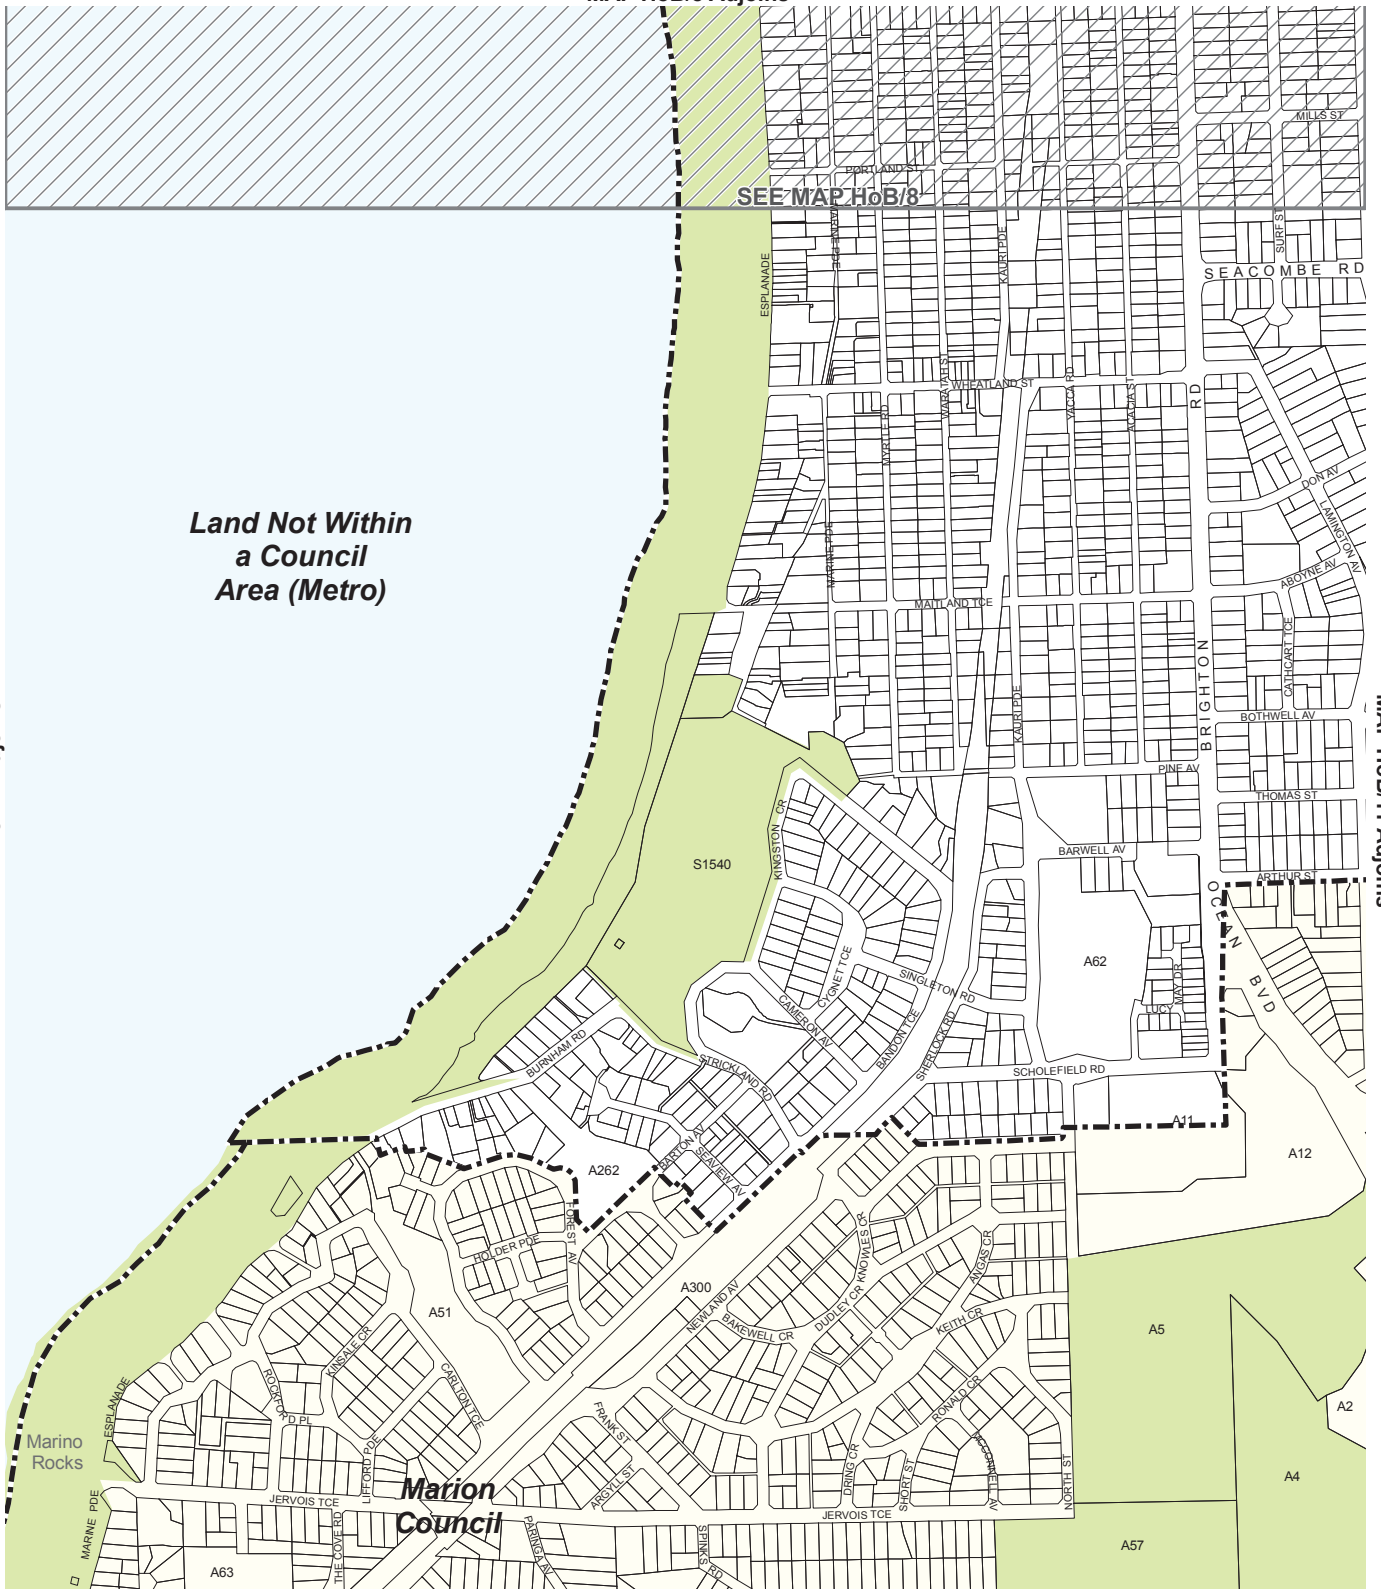 MILLS ST
PORTLAND ST
SEE MAP HoB/8
MARINE PDE
KAURI PDE
SURF ST
ESPLANADE
SEACOMBE RD
WHEATLAND ST
WARATAH ST
MYRTLE RD
YACCA RD
ACACIA ST
RD
DON AV
LAMINGTON AV
Land Not Within
a Council
Area (Metro)
MARINE PDE
ABOYNE AV
MAITLAND TCE
CATHCART TCE
BRIGHTON
KAURI PDE
BOTHWELL AV
PINE AV
THOMAS ST
KINGSTON CR
BARWELL AV
S1540
ARTHUR ST
OCEAN BVD
A62
CYGNET TCE
SINGLETON RD
MAY DR
LUCY
CAMERON AV
BANDON TCE
SHERLOCK RD
BURNHAM RD
STRICKLAND RD
SCHOLEFIELD RD
A11
BARTON AV
SEAVIEW AV
A262
A12
FOREST AV
HOLDER PDE
KNOWLES CR
ANGAS CR
A300
NEWLAND AV
A51
DUDLEY CR
BAKEWELL CR
KEITH CR
A5
KINSALE CR
CARLTON TCE
ROCKFORD PL
RONALD CR
A2
ESPLANADE
FRANK ST
Marino
Rocks
LIFFORD PDE
DRING CR
SHORT ST
MCCONNELL AV
NORTH ST
A4
Marion
Council
ARGYLL ST
JERVOIS TCE
JERVOIS TCE
MARINE PDE
THE COVE RD
PARINGA AV
SPINKS RD
A57
A63